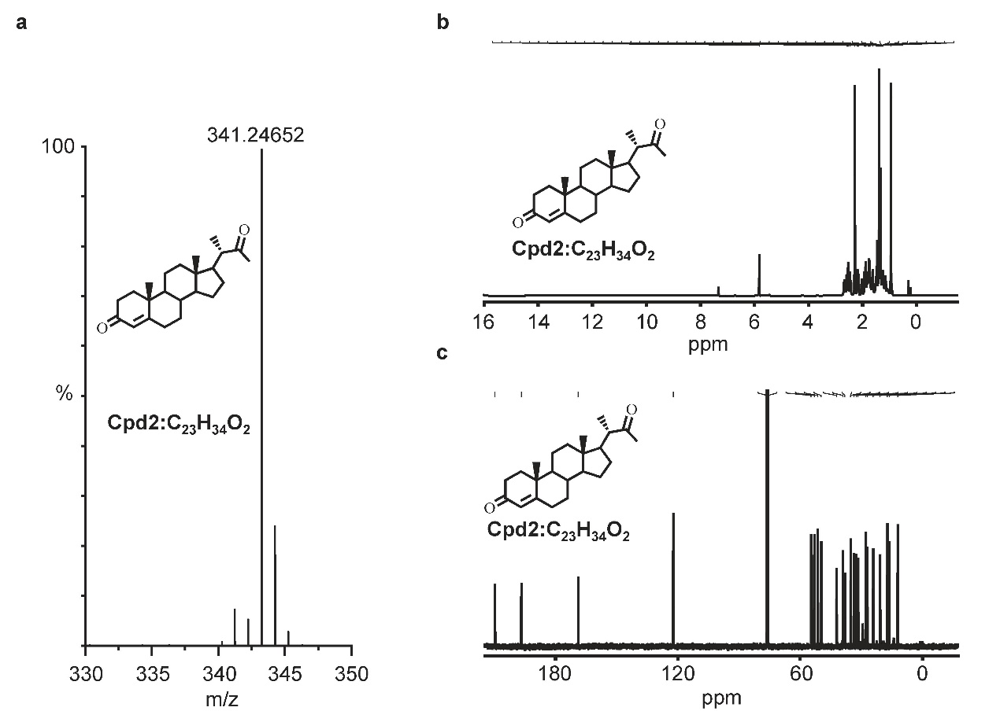 a
341.24652
100
%
O
O
Cpd2:C₂₃H₃₄O₂
330 335 340 345 350
m/z
b
O
O
Cpd2:C₂₃H₃₄O₂
16 14 12 10 8 6 4 2 0
ppm
c
O
O
Cpd2:C₂₃H₃₄O₂
180 120 60 0
ppm